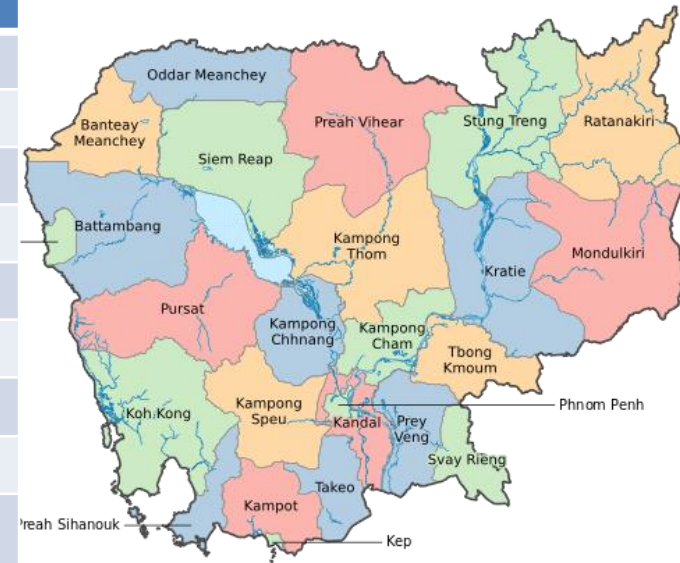 Oddar Meanchey
Preah Vihear
Stung Treng
Ratanakiri
Banteay
Meanchey
Siem Reap
Battambang
Kampong
Thom
Mondulkiri
Kratie
Pursat
Kampong
Chhnang
Kampong
Cham
Tbong
Kmoum
Koh Kong
Kampong
Speu
Kandal
Phnom Penh
Prey
Veng
Svay Rieng
Takeo
Kampot
Preah Sihanouk
Kep